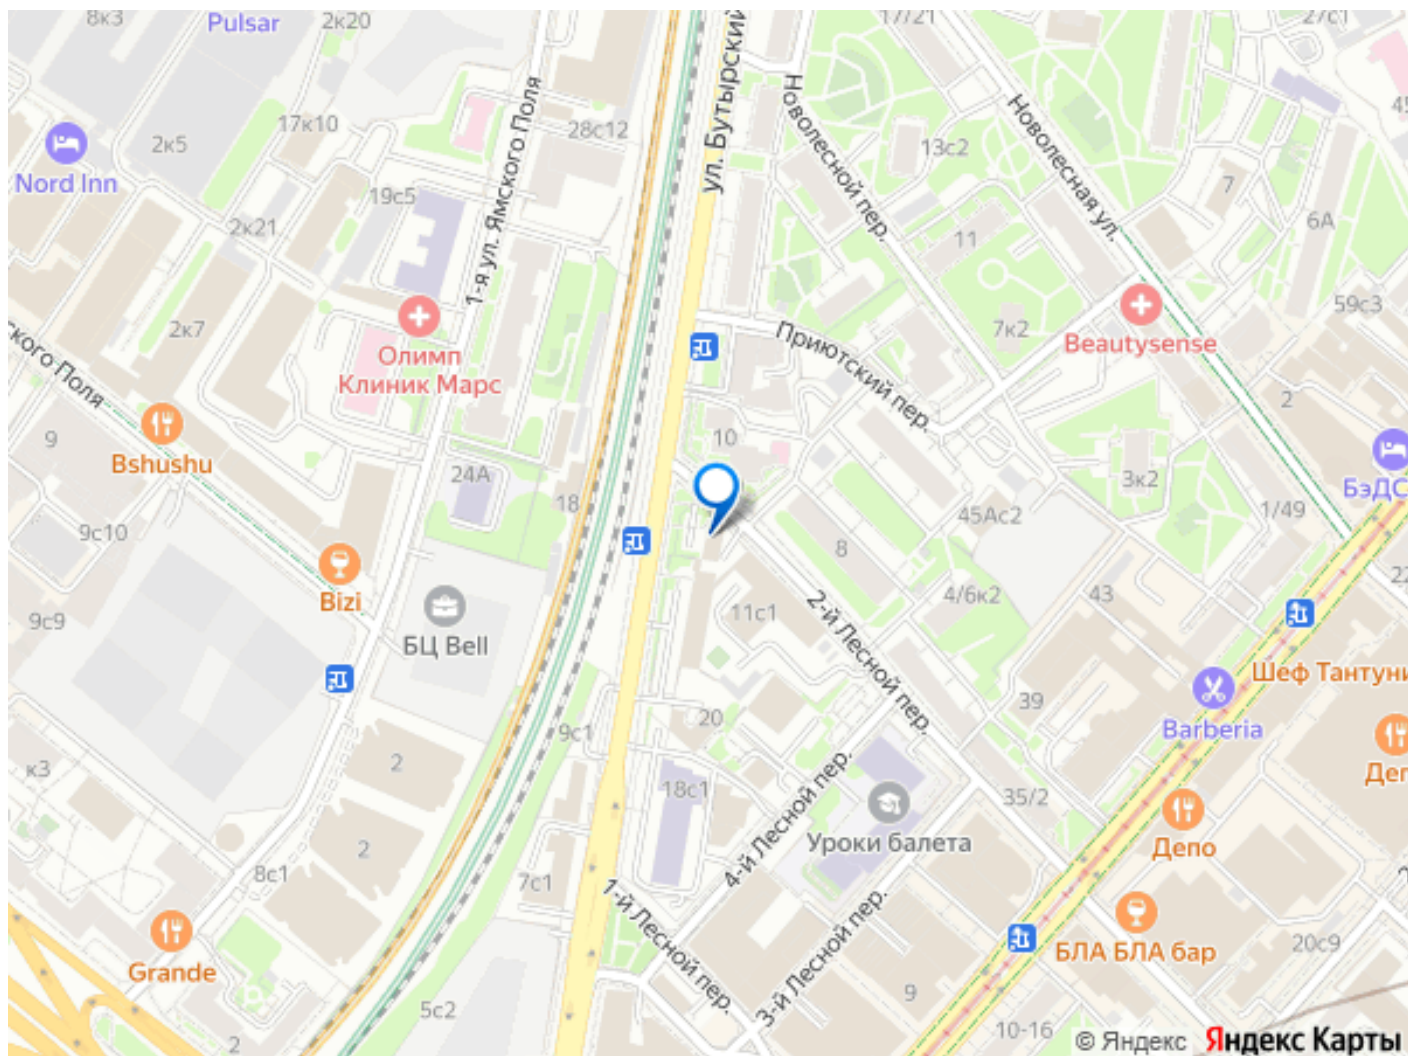 8к3
Pulsar
2к20
17/21
27с1
45
ул. Бутырский
Новолесной пер.
Новолесная ул.
1-я ул. Ямского Поля
28с12
17к10
2к5
13с2
7
Nord Inn
19с5
6А
2к21
11
59с3
2к7
7к2
Приютский пер.
Beautysense
Олимп
Клиник Марс
ского Поля
2
9
10
Bshushu
24А
3к2
БэДС
18
45Ас2
1/49
9с10
8
22
Bizi
4/6к2
43
9с9
11с1
2-й Лесной пер.
БЦ Bell
Шеф Тантуни
39
20
9с1
Barberia
2
к3
Деп
18с1
4-й Лесной пер.
35/2
Уроки балета
Депо
2
8с1
7с1
1-й Лесной пер.
3-й Лесной пер.
БЛА БЛА бар
20с9
Grande
5с2
9
10-16
2
© Яндекс Яндекс Карты